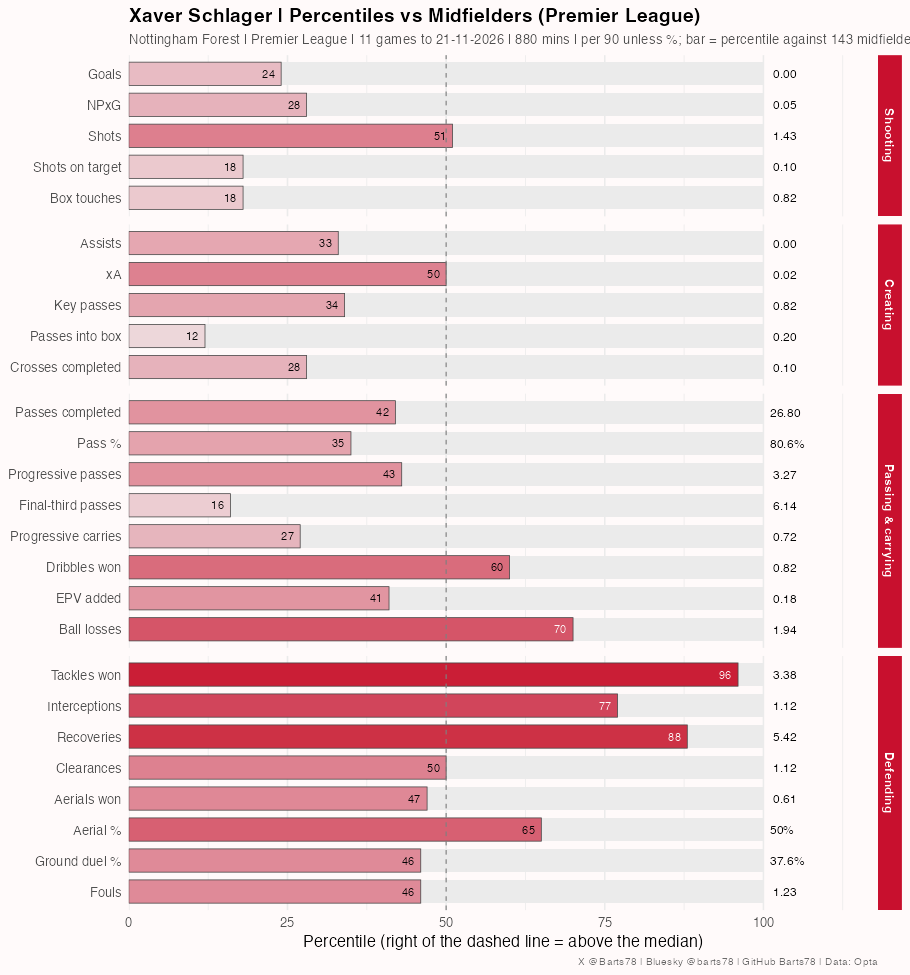 Xaver Schlager | Percentiles vs Midfielders (Premier League)
Nottingham Forest | Premier League | 11 games to 21-11-2026 | 880 mins | per 90 unless %; bar = percentile against 143 midfielde
Goals 24 0.00
NPxG 28 0.05
Shots 51 1.43
Shots on target 18 0.10
Box touches 18 0.82
Shooting
Assists 33 0.00
xA 50 0.02
Key passes 34 0.82
Passes into box 12 0.20
Crosses completed 28 0.10
Creating
Passes completed 42 26.80
Pass % 35 80.6%
Progressive passes 43 3.27
Final-third passes 16 6.14
Progressive carries 27 0.72
Dribbles won 60 0.82
EPV added 41 0.18
Ball losses 70 1.94
Passing & carrying
Tackles won 96 3.38
Interceptions 77 1.12
Recoveries 88 5.42
Clearances 50 1.12
Aerials won 47 0.61
Aerial % 65 50%
Ground duel % 46 37.6%
Fouls 46 1.23
Defending
0 25 50 75 100
Percentile (right of the dashed line = above the median)
X @Barts78 | Bluesky @barts78 | GitHub Barts78 | Data: Opta